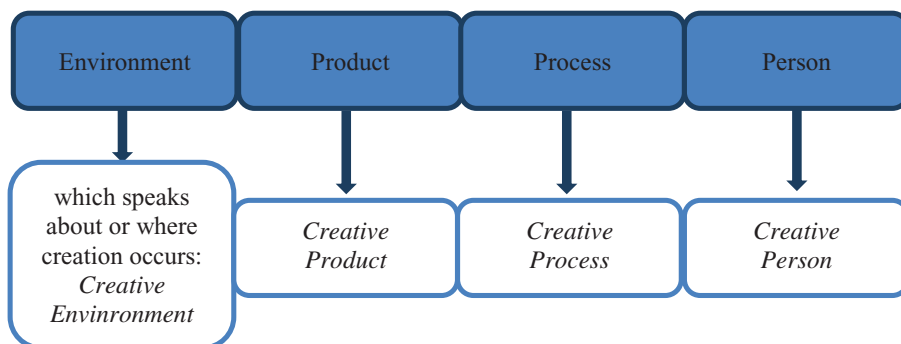 Environment
Product
Process
Person
which speaks
about or where
creation occurs:
Creative
Envinronment
Creative
Product
Creative
Process
Creative
Person